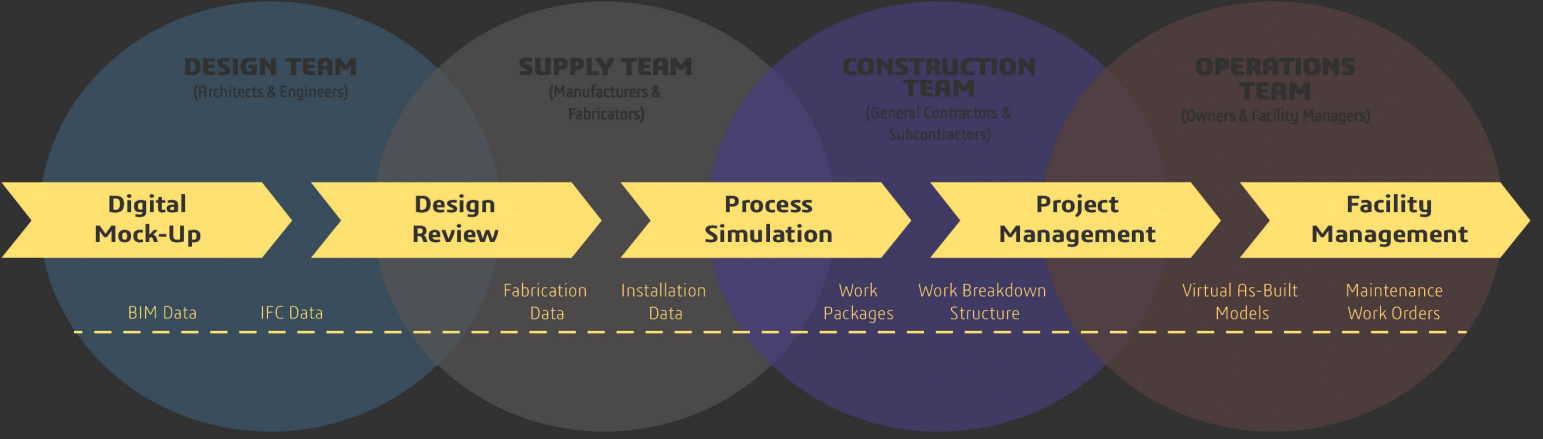 DESIGN TEAM
(Architects & Engineers)
SUPPLY TEAM
(Manufacturers &
Fabricators)
CONSTRUCTION
TEAM
(General Contractors &
Subcontractors)
OPERATIONS
TEAM
(Owners & Facility Managers)
Digital
Mock-Up
Design
Review
Process
Simulation
Project
Management
Facility
Management
BIM Data
IFC Data
Fabrication
Data
Installation
Data
Work
Packages
Work Breakdown
Structure
Virtual As-Built
Models
Maintenance
Work Orders